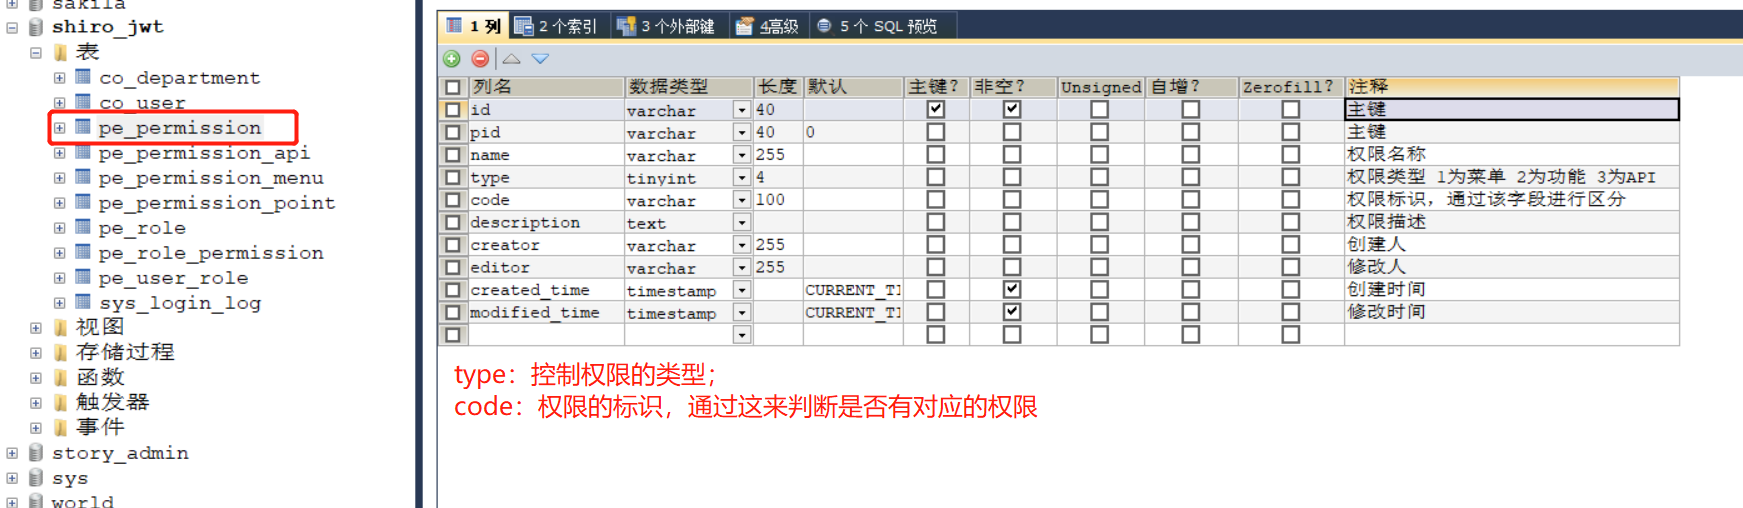 sakila
shiro_jwt
表
co_department
co_user
pe_permission
pe_permission_api
pe_permission_menu
pe_permission_point
pe_role
pe_role_permission
pe_user_role
sys_login_log
视图
存储过程
函数
触发器
事件
story_admin
sys
world
1 列 2 个索引 3 个外部键 4高级 5 个 SQL 预览
列名 数据类型 长度 默认 主键? 非空? Unsigned 自增? Zerofill? 注释
id varchar 40 主键
pid varchar 40 0 主键
name varchar 255 权限名称
type tinyint 4 权限类型 1为菜单 2为功能 3为API
code varchar 100 权限标识，通过该字段进行区分
description text 权限描述
creator varchar 255 创建人
editor varchar 255 修改人
created_time timestamp CURRENT_TI 创建时间
modified_time timestamp CURRENT_TI 修改时间
type：控制权限的类型；
code：权限的标识，通过这来判断是否有对应的权限